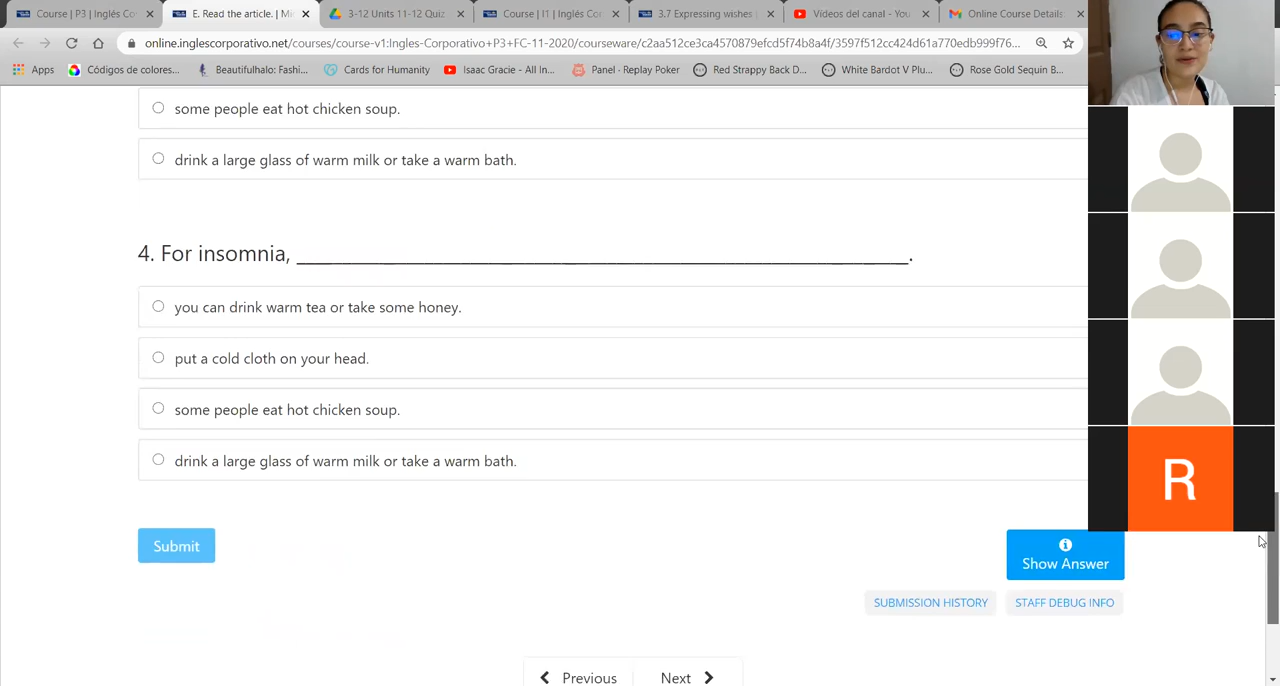 Course | P3 | Inglés Co
E. Read the article. | Mi
3-12 Units 11-12 Quiz
Course | I1 | Inglés Co
3.7 Expressing wishes
Vídeos del canal - You
Online Course Details:
online.inglescorporativo.net/courses/course-v1:Ingles-Corporativo+P3+FC-11-2020/courseware/c2aa512ce3ca4570879efcd5f74b8a4f/3597f512cc424d61a770edb999f76...
Apps
Códigos de colores...
Beautifulhalo: Fashi...
Cards for Humanity
Isaac Gracie - All In...
Panel · Replay Poker
Red Strappy Back D...
White Bardot V Plu...
Rose Gold Sequin B...
some people eat hot chicken soup.
drink a large glass of warm milk or take a warm bath.
4. For insomnia, ______________________________.
you can drink warm tea or take some honey.
put a cold cloth on your head.
some people eat hot chicken soup.
drink a large glass of warm milk or take a warm bath.
R
Submit
Show Answer
SUBMISSION HISTORY
STAFF DEBUG INFO
Previous
Next